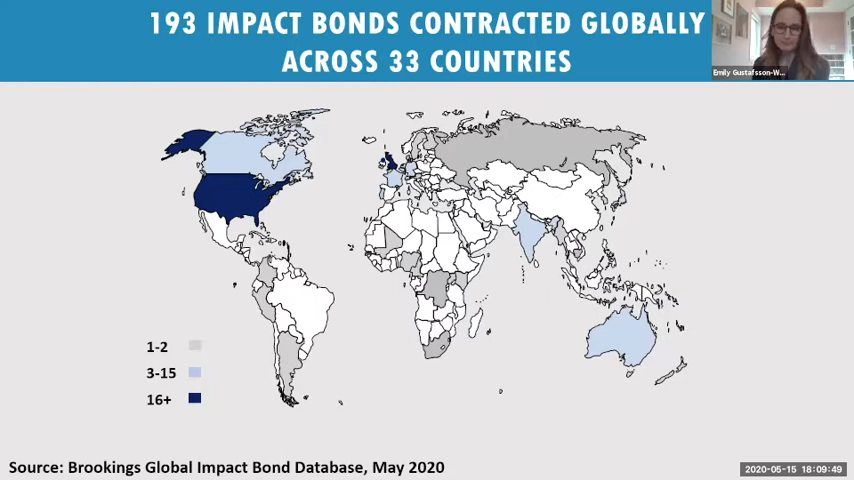 193 IMPACT BONDS CONTRACTED GLOBALLY
ACROSS 33 COUNTRIES
Emily Gustafsson-W...
1-2
3-15
16+
Source: Brookings Global Impact Bond Database, May 2020
2020-05-15 18:09:49